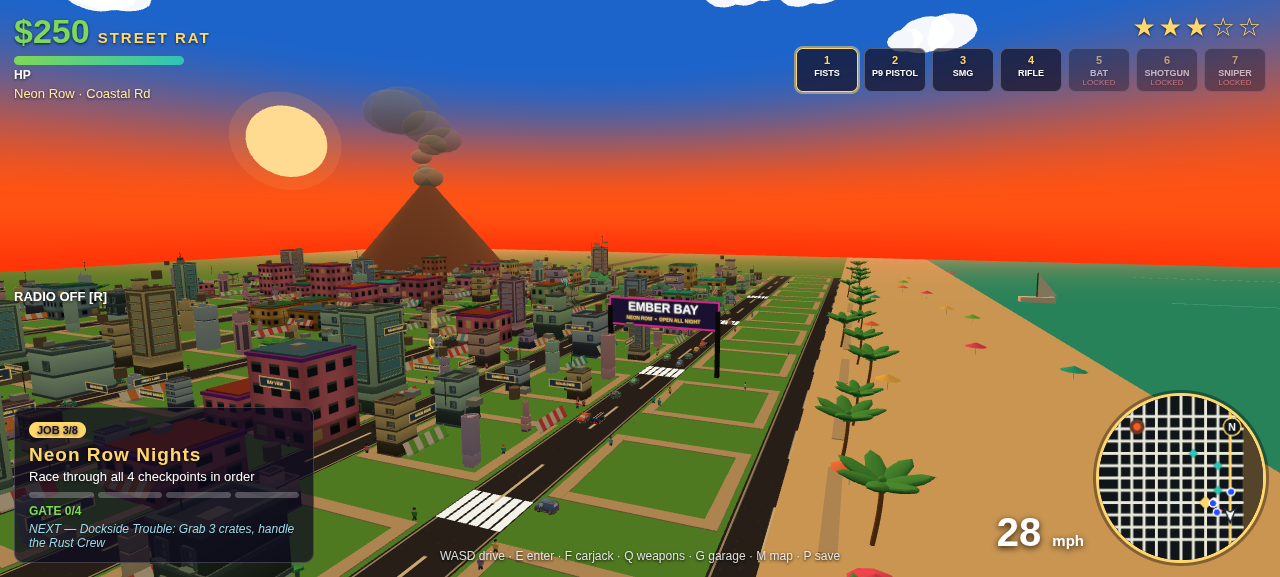 $250 STREET RAT
HP
Neon Row · Coastal Rd
★★★☆☆
1 FISTS
2 P9 PISTOL
3 SMG
4 RIFLE
5 BAT LOCKED
6 SHOTGUN LOCKED
7 SNIPER LOCKED
RADIO OFF [R]
EMBER BAY
NEON ROW • OPEN ALL NIGHT
BAY VIEW
JOB 3/8
Neon Row Nights
Race through all 4 checkpoints in order
GATE 0/4
NEXT — Dockside Trouble: Grab 3 crates, handle
the Rust Crew
WASD drive · E enter · F carjack · Q weapons · G garage · M map · P save
28 mph
N